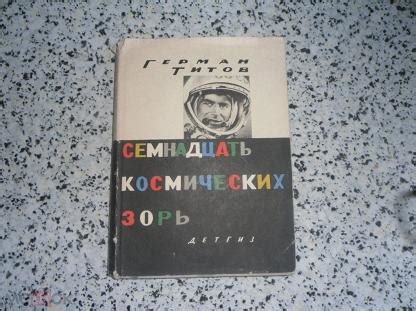 ГЕРМАН
ТИТОВ
СЕМНАДЦАТЬ
КОСМИЧЕСКИХ
ЗОРЬ
ДЕТГИЗ